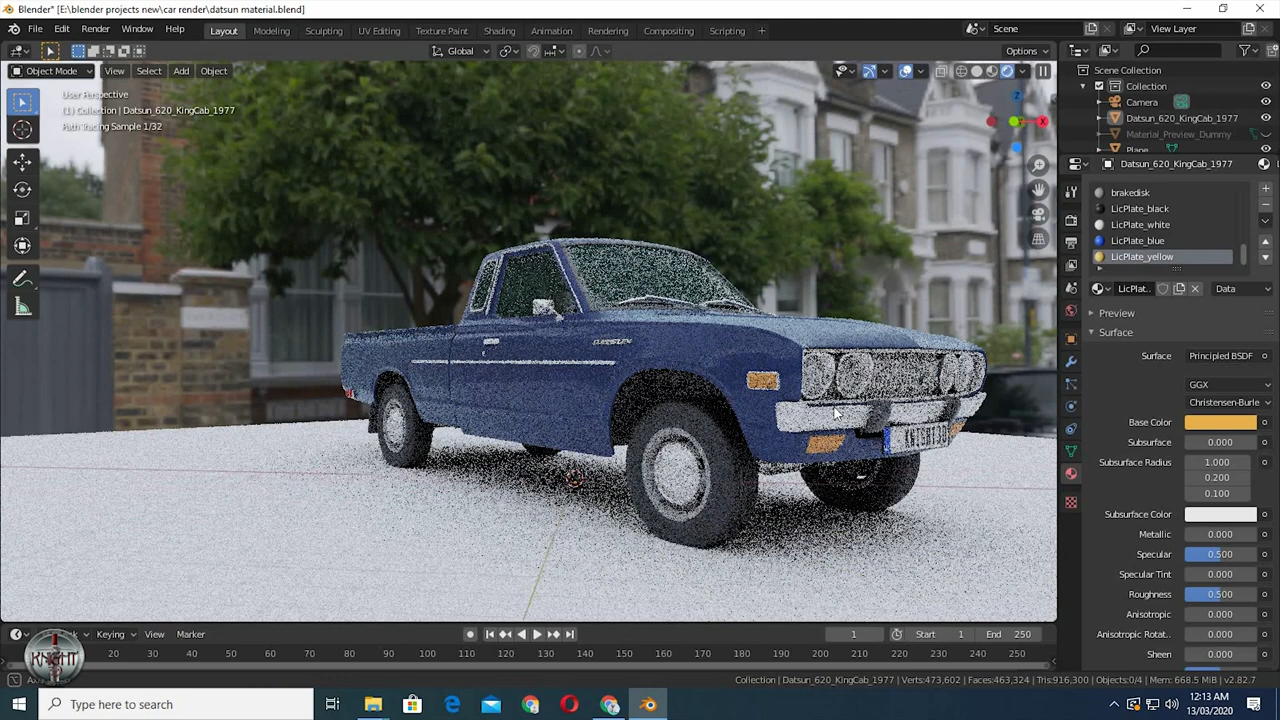 Blender* [E:\blender projects new\car render\datsun material.blend]
File Edit Render Window Help Layout Modeling Sculpting UV Editing Texture Paint Shading Animation Rendering Compositing Scripting + Scene View Layer
Global Options
Object Mode View Select Add Object
User Perspective
(1) Collection | Datsun_620_KingCab_1977
Path Tracing Sample 1/32
Z
X
DATSUN
Scene Collection
Collection
Camera
Datsun_620_KingCab_1977
Material_Preview_Dummy
Plane
Datsun_620_KingCab_1977
brakedisk
LicPlate_black
LicPlate_white
LicPlate_blue
LicPlate_yellow
LicPlat.. Data
Preview
Surface
Surface Principled BSDF
GGX
Christensen-Burle
Base Color
Subsurface 0.000
Subsurface Radius 1.000
0.200
0.100
Subsurface Color
Metallic 0.000
Specular 0.500
Specular Tint 0.000
Roughness 0.500
Anisotropic 0.000
Anisotropic Rotat.. 0.000
Sheen 0.000
Keying View Marker 1 Start 1 End 250
20 30 40 50 60 70 80 90 100 110 120 130 140 150 160 170 180 190 200 210 220 230 240 250
KNIGHT
Collection | Datsun_620_KingCab_1977 | Verts:473,602 | Faces:463,324 | Tris:916,300 | Objects:0/4 | Mem: 668.5 MiB | v2.82.7
Type here to search
12:13 AM
13/03/2020